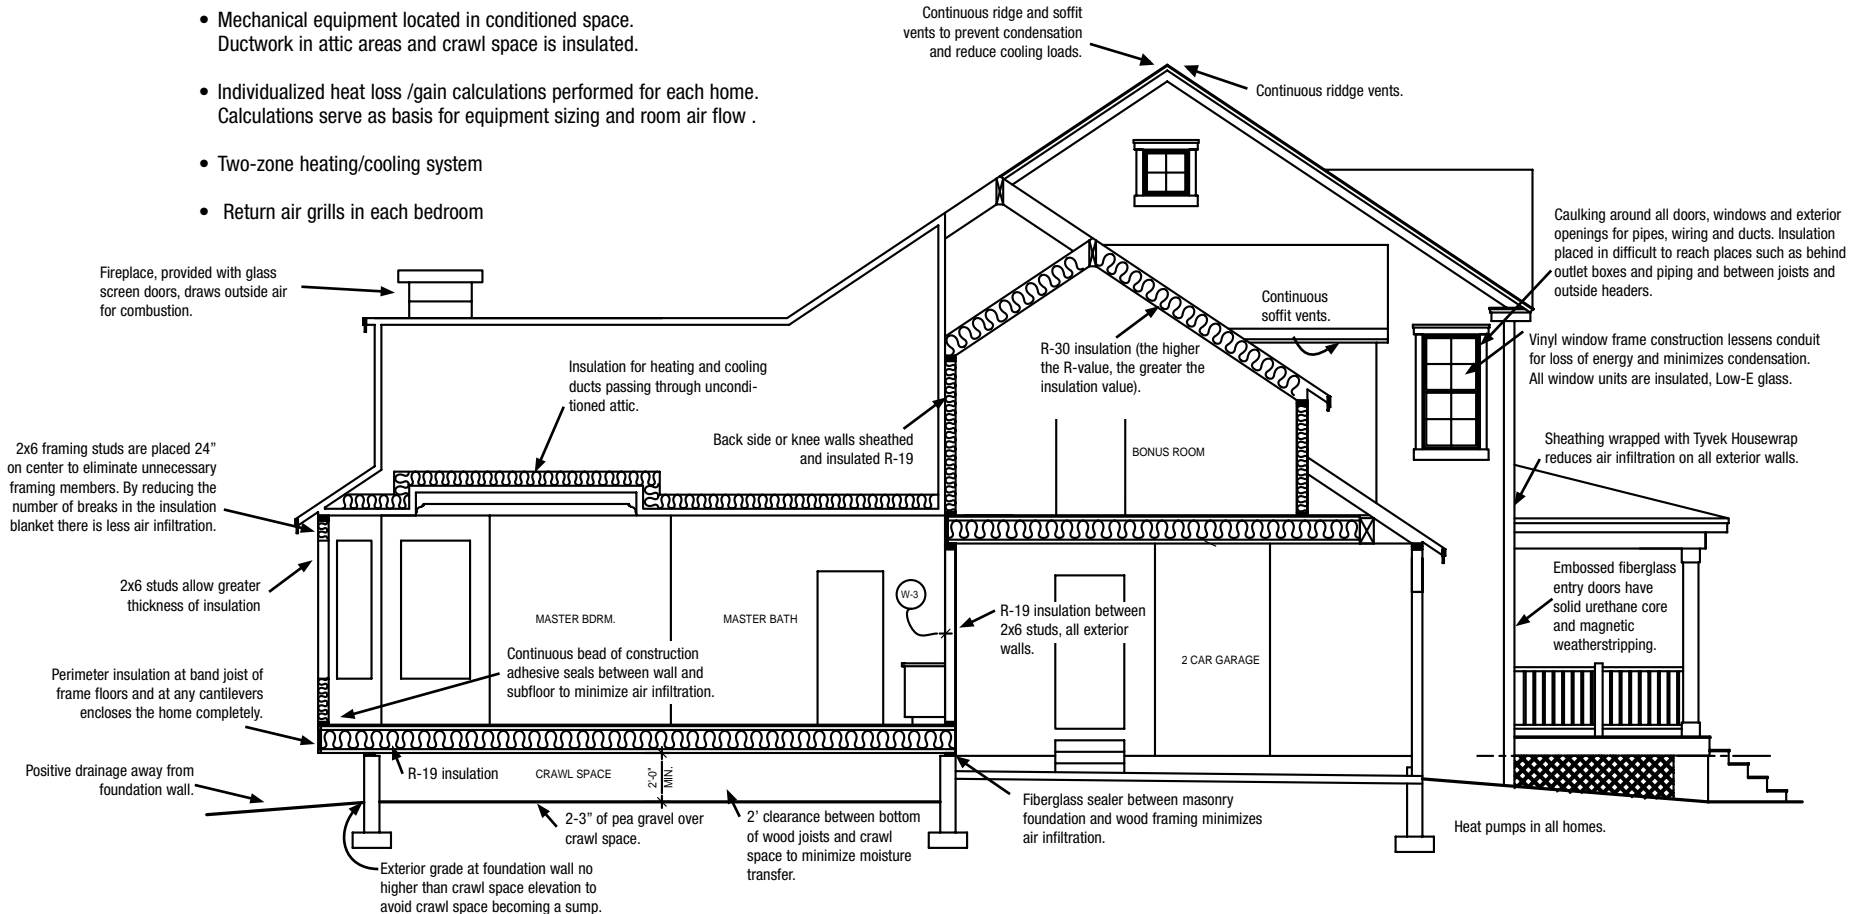 • Mechanical equipment located in conditioned space.
Ductwork in attic areas and crawl space is insulated.
• Individualized heat loss /gain calculations performed for each home.
Calculations serve as basis for equipment sizing and room air flow .
• Two-zone heating/cooling system
• Return air grills in each bedroom
Continuous ridge and soffit
vents to prevent condensation
and reduce cooling loads.
Continuous riddge vents.
Caulking around all doors, windows and exterior
openings for pipes, wiring and ducts. Insulation
placed in difficult to reach places such as behind
outlet boxes and piping and between joists and
outside headers.
Fireplace, provided with glass
screen doors, draws outside air
for combustion.
Continuous
soffit vents.
Vinyl window frame construction lessens conduit
for loss of energy and minimizes condensation.
All window units are insulated, Low-E glass.
R-30 insulation (the higher
the R-value, the greater the
insulation value).
Insulation for heating and cooling
ducts passing through uncondi-
tioned attic.
Back side or knee walls sheathed
and insulated R-19
BONUS ROOM
Sheathing wrapped with Tyvek Housewrap
reduces air infiltration on all exterior walls.
2x6 framing studs are placed 24”
on center to eliminate unnecessary
framing members. By reducing the
number of breaks in the insulation
blanket there is less air infiltration.
2x6 studs allow greater
thickness of insulation
MASTER BDRM.
MASTER BATH
W-3
R-19 insulation between
2x6 studs, all exterior
walls.
2 CAR GARAGE
Embossed fiberglass
entry doors have
solid urethane core
and magnetic
weatherstripping.
Continuous bead of construction
adhesive seals between wall and
subfloor to minimize air infiltration.
Perimeter insulation at band joist of
frame floors and at any cantilevers
encloses the home completely.
Positive drainage away from
foundation wall.
R-19 insulation
CRAWL SPACE
2'-0"
MIN.
2-3” of pea gravel over
crawl space.
2’ clearance between bottom
of wood joists and crawl
space to minimize moisture
transfer.
Fiberglass sealer between masonry
foundation and wood framing minimizes
air infiltration.
Heat pumps in all homes.
Exterior grade at foundation wall no
higher than crawl space elevation to
avoid crawl space becoming a sump.